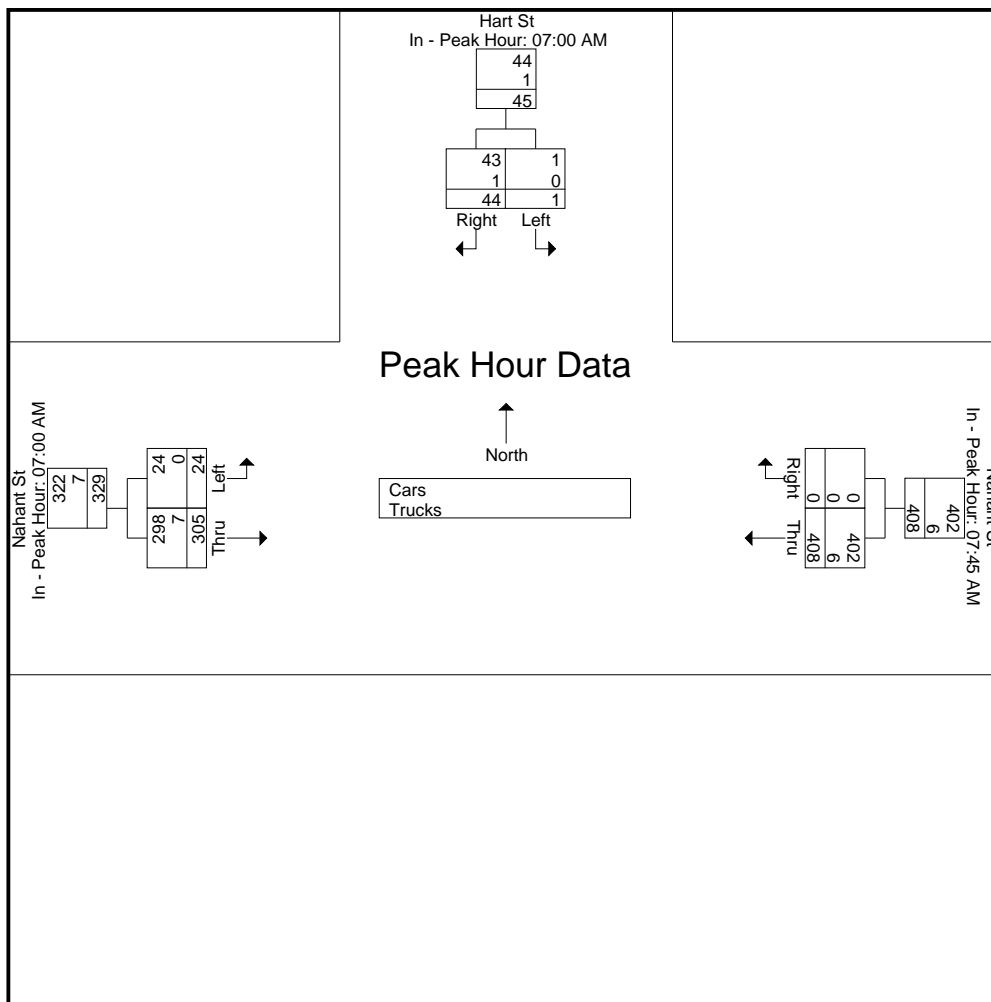 Hart St
In - Peak Hour: 07:00 AM
44
1
45
43 1
1 0
44 1
Right Left
Peak Hour Data
North
Cars
Trucks
Nahant St
In - Peak Hour: 07:00 AM
322
7
329
24
0
24
Left
298
7
305
Thru
Right
0
0
0
Thru
402
6
408
402
6
408
Nahant St
In - Peak Hour: 07:45 AM